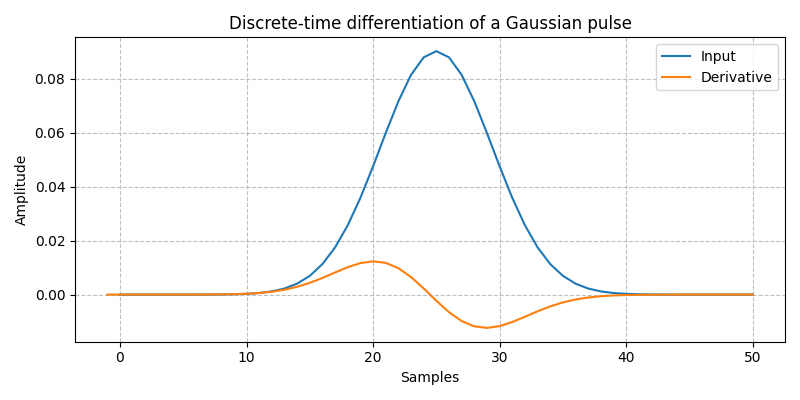 Discrete-time differentiation of a Gaussian pulse
Input
Derivative
Amplitude
0.08
0.06
0.04
0.02
0.00
0 10 20 30 40 50
Samples